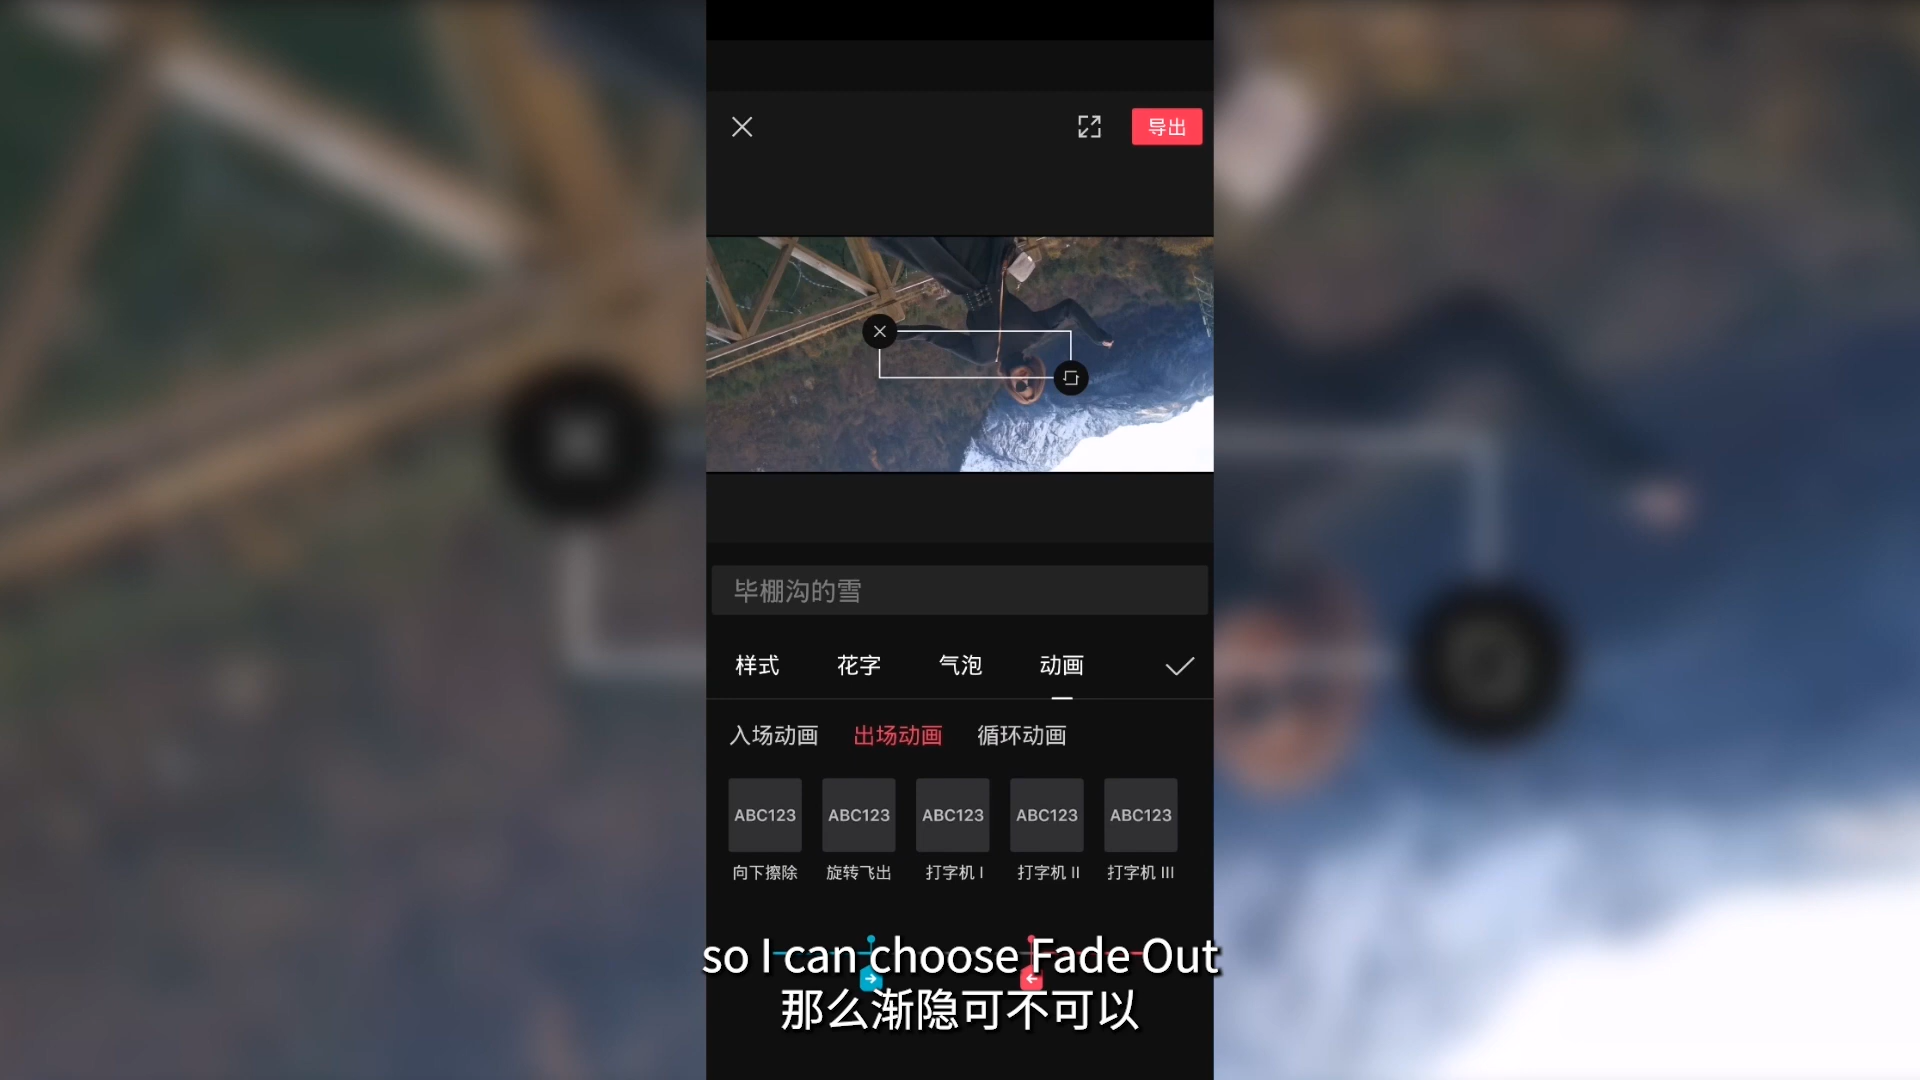 导出
毕棚沟的雪
样式 花字 气泡 动画
入场动画 出场动画 循环动画
ABC123 ABC123 ABC123 ABC123 ABC123
向下擦除 旋转飞出 打字机 I 打字机 II 打字机 III
so I can choose Fade Out
那么渐隐可不可以